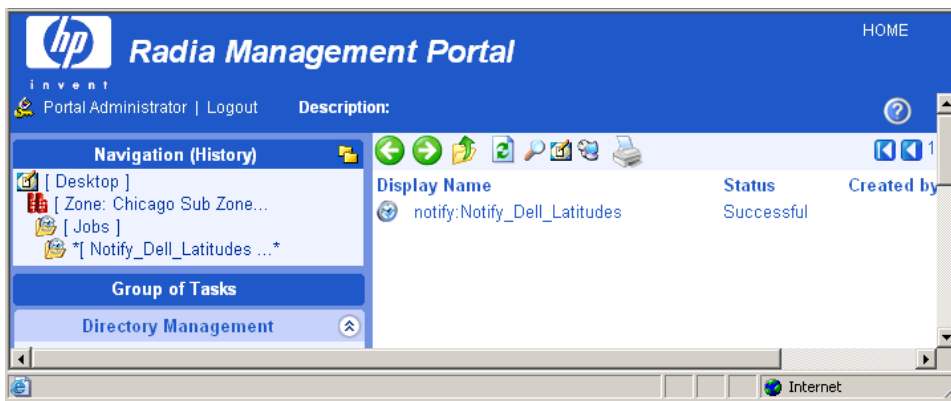 hp
invent
Radia Management Portal
HOME
Portal Administrator | Logout
Description:
?
Navigation (History)
[ Desktop ]
[ Zone: Chicago Sub Zone...
[ Jobs ]
*[ Notify_Dell_Latitudes ...*
Group of Tasks
Directory Management
1
Display Name Status Created by
notify:Notify_Dell_Latitudes Successful
Internet